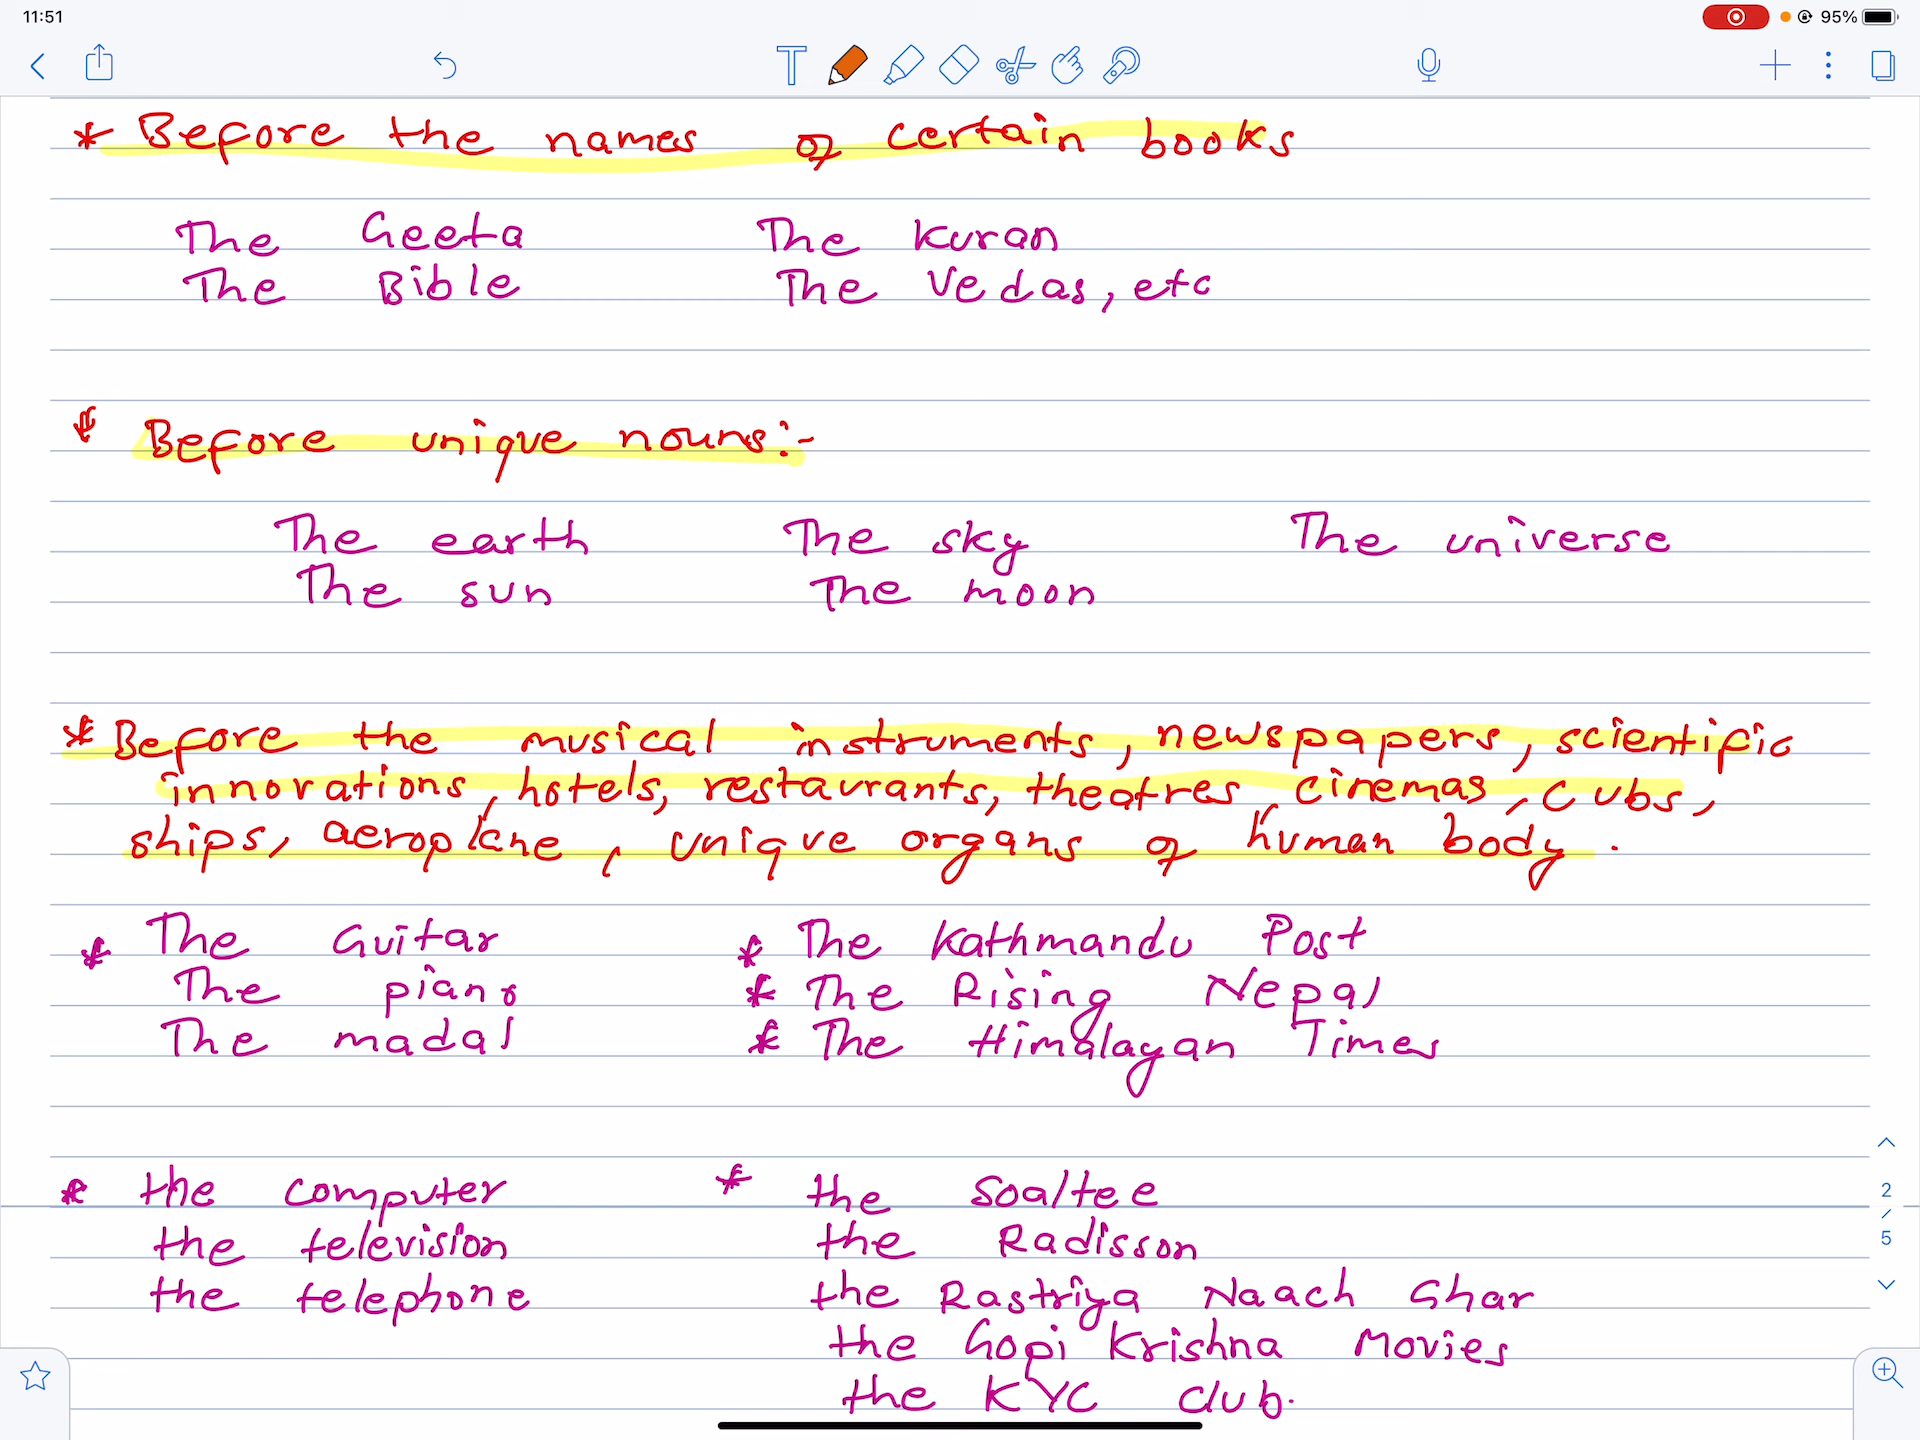 11:51
95%
* Before the names of certain books
The Geeta The Kuran
The Bible The Vedas, etc
* Before unique nouns:-
The earth The sky The universe
The sun The moon
* Before the musical instruments, newspapers, scientific
innovations, hotels, restaurants, theatres, cinemas, cubs,
ships, aeroplane, unique organs of human body.
* The Guitar * The Kathmandu Post
The piano * The Rising Nepal
The madal * The Himalayan Times
* the computer * the Soaltee
the television the Radisson
the telephone the Rastriya Naach Ghar
the Gopi Krishna Movies
the KYC Club.
2
/
5